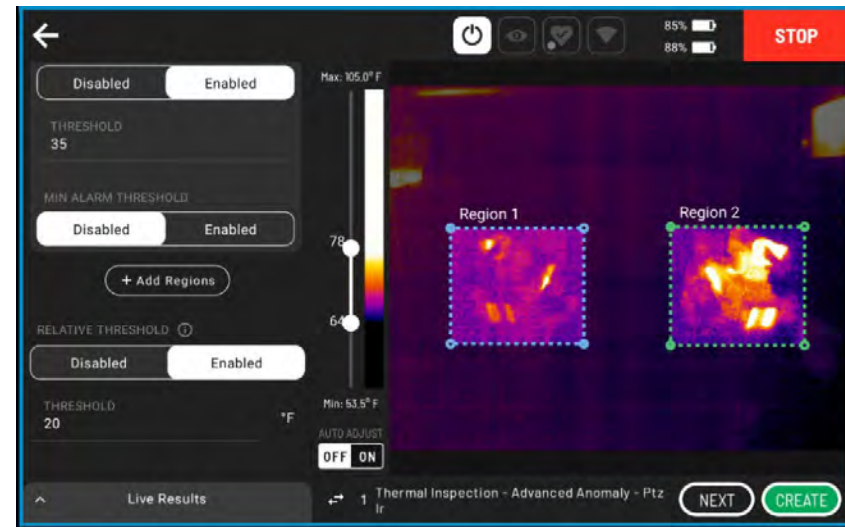 85%
88%
STOP
Disabled Enabled
THRESHOLD
35
MIN ALARM THRESHOLD
Disabled Enabled
+ Add Regions
RELATIVE THRESHOLD
Disabled Enabled
THRESHOLD
20 °F
Live Results
Max: 105.0° F
78
64
Min: 53.5° F
AUTO ADJUST
OFF ON
Region 1
Region 2
1 Thermal Inspection - Advanced Anomaly - Ptz
Ir
NEXT
CREATE